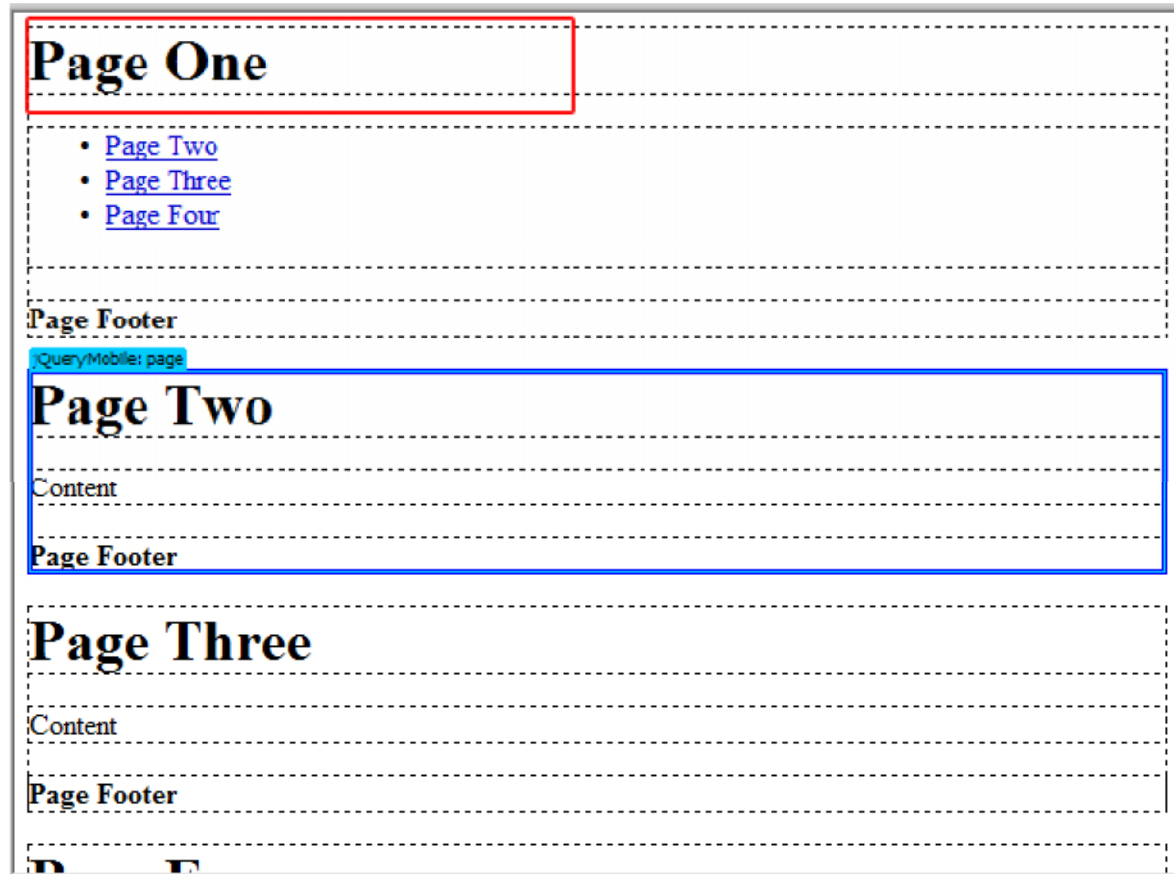 Page One
• Page Two
• Page Three
• Page Four
Page Footer
jQueryMobile: page
Page Two
Content
Page Footer
Page Three
Content
Page Footer